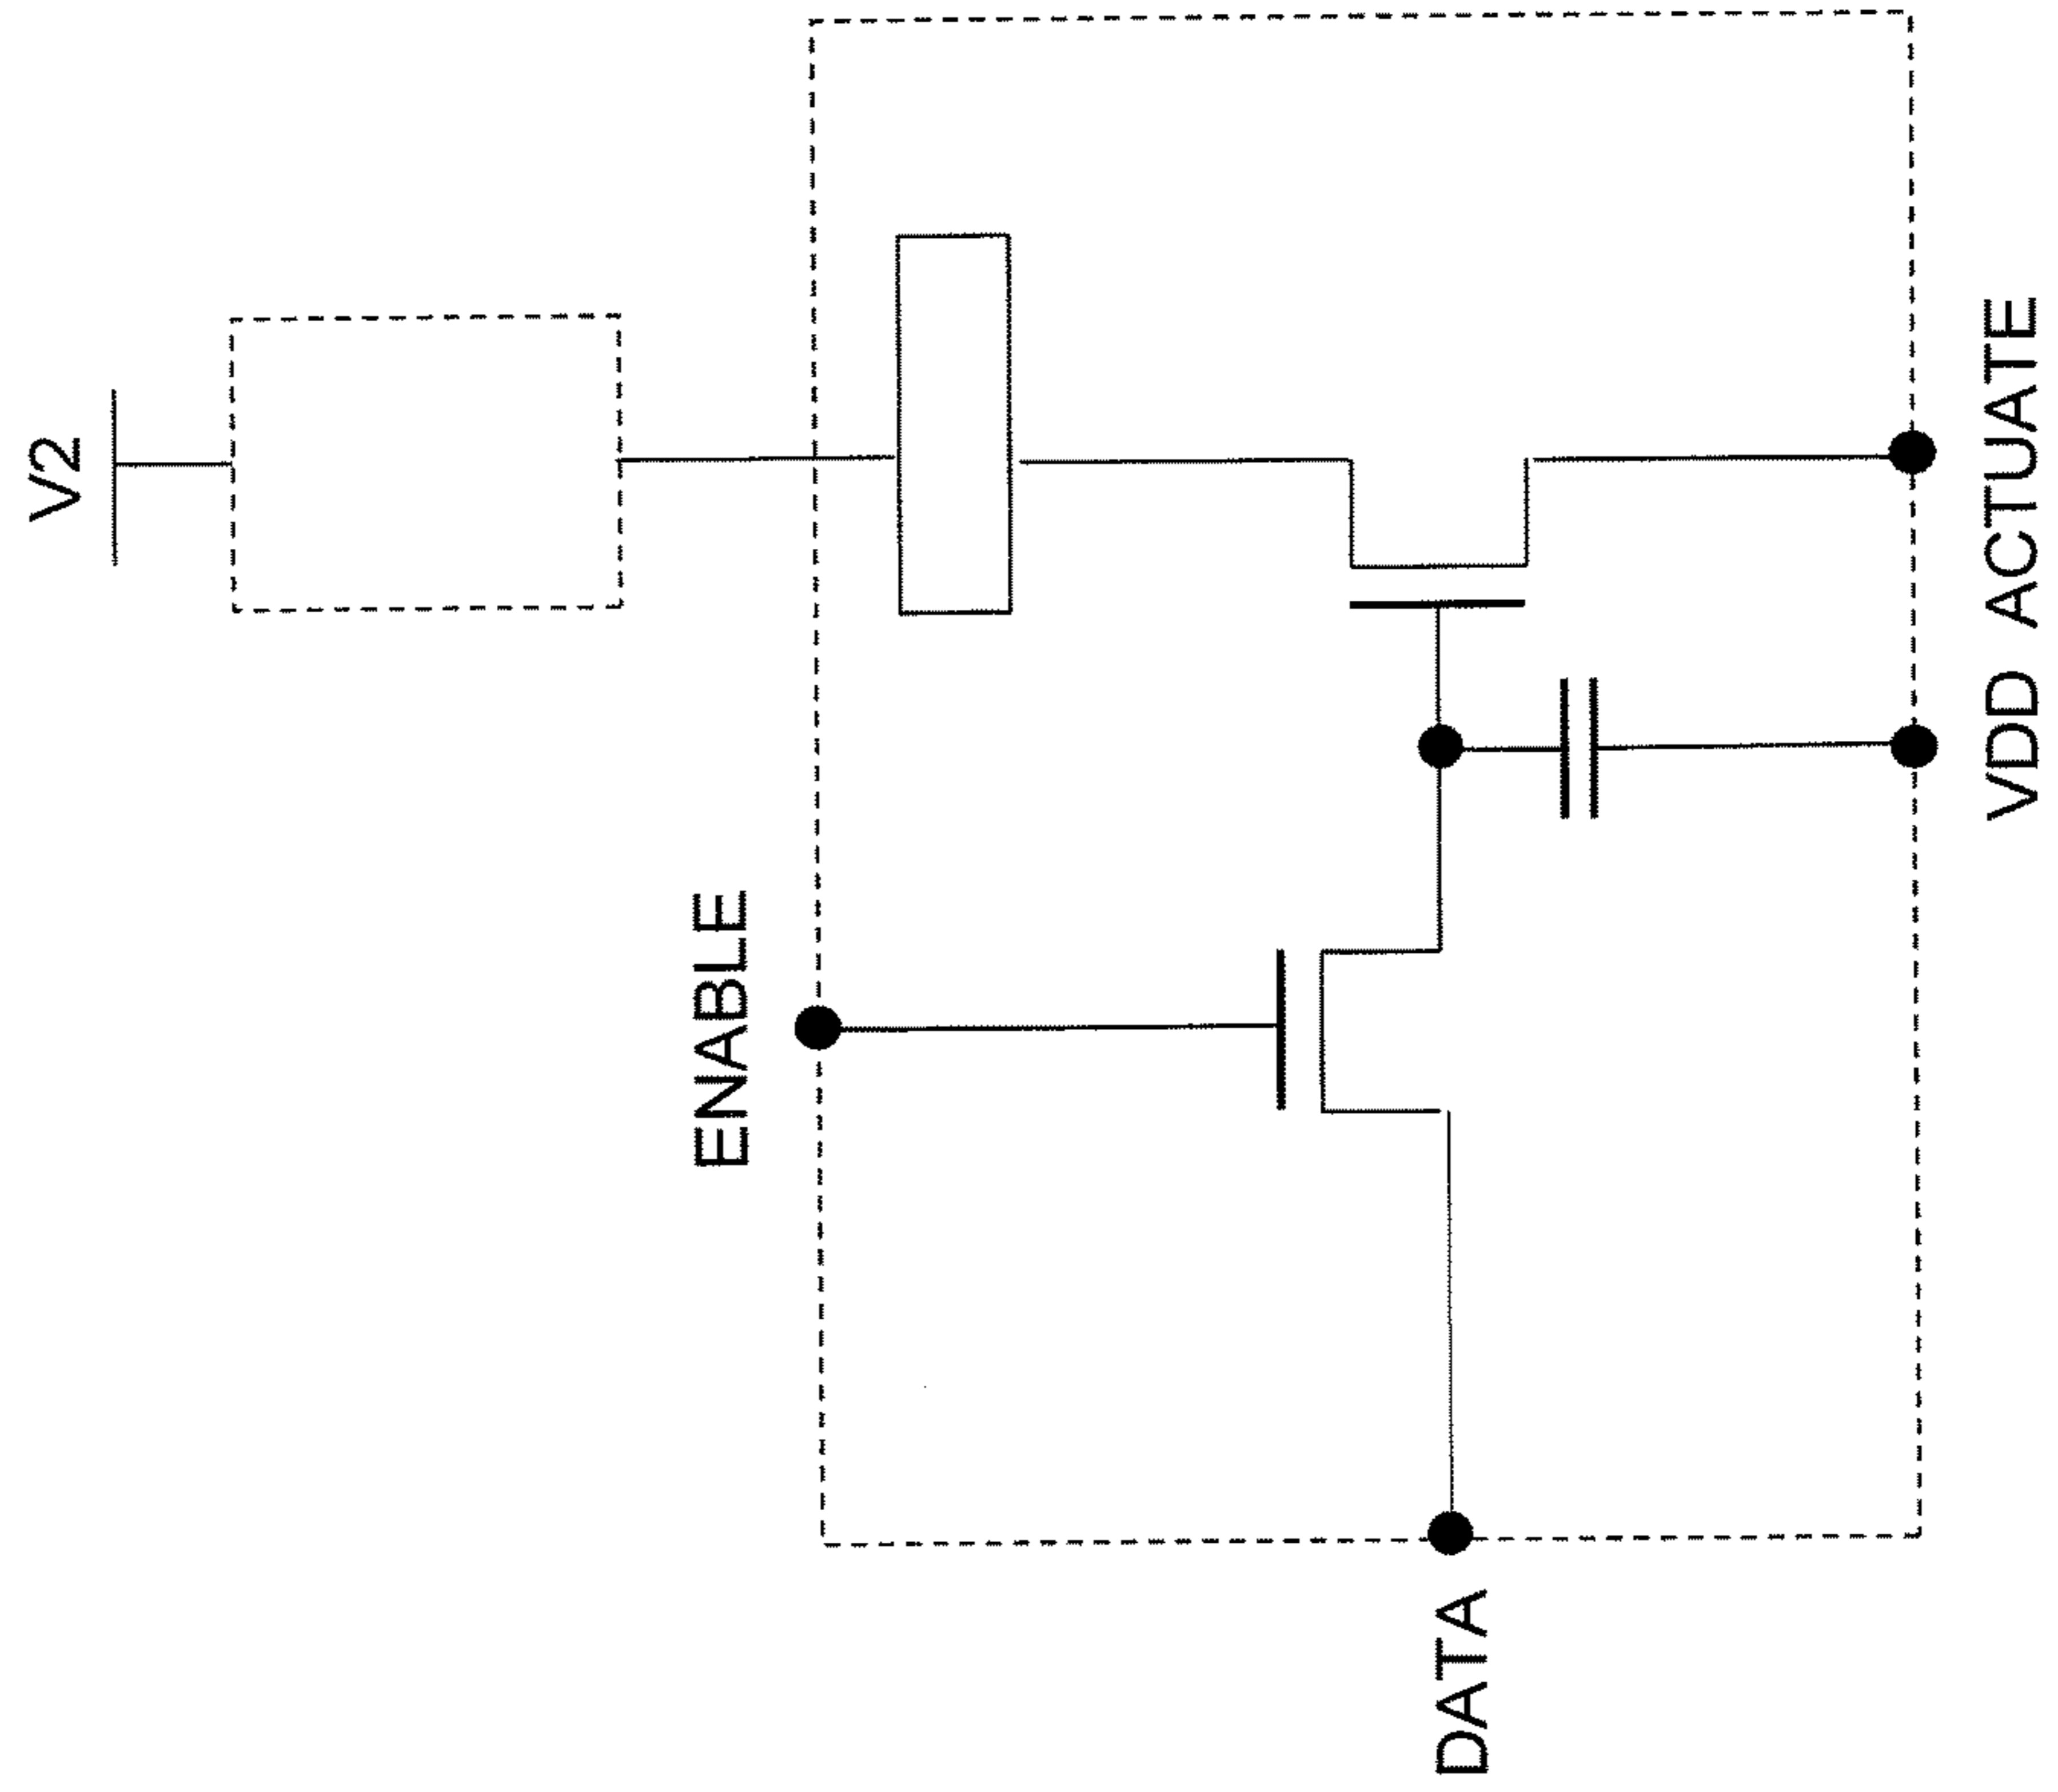 V2
ENABLE
VDD ACTUATE
DATA